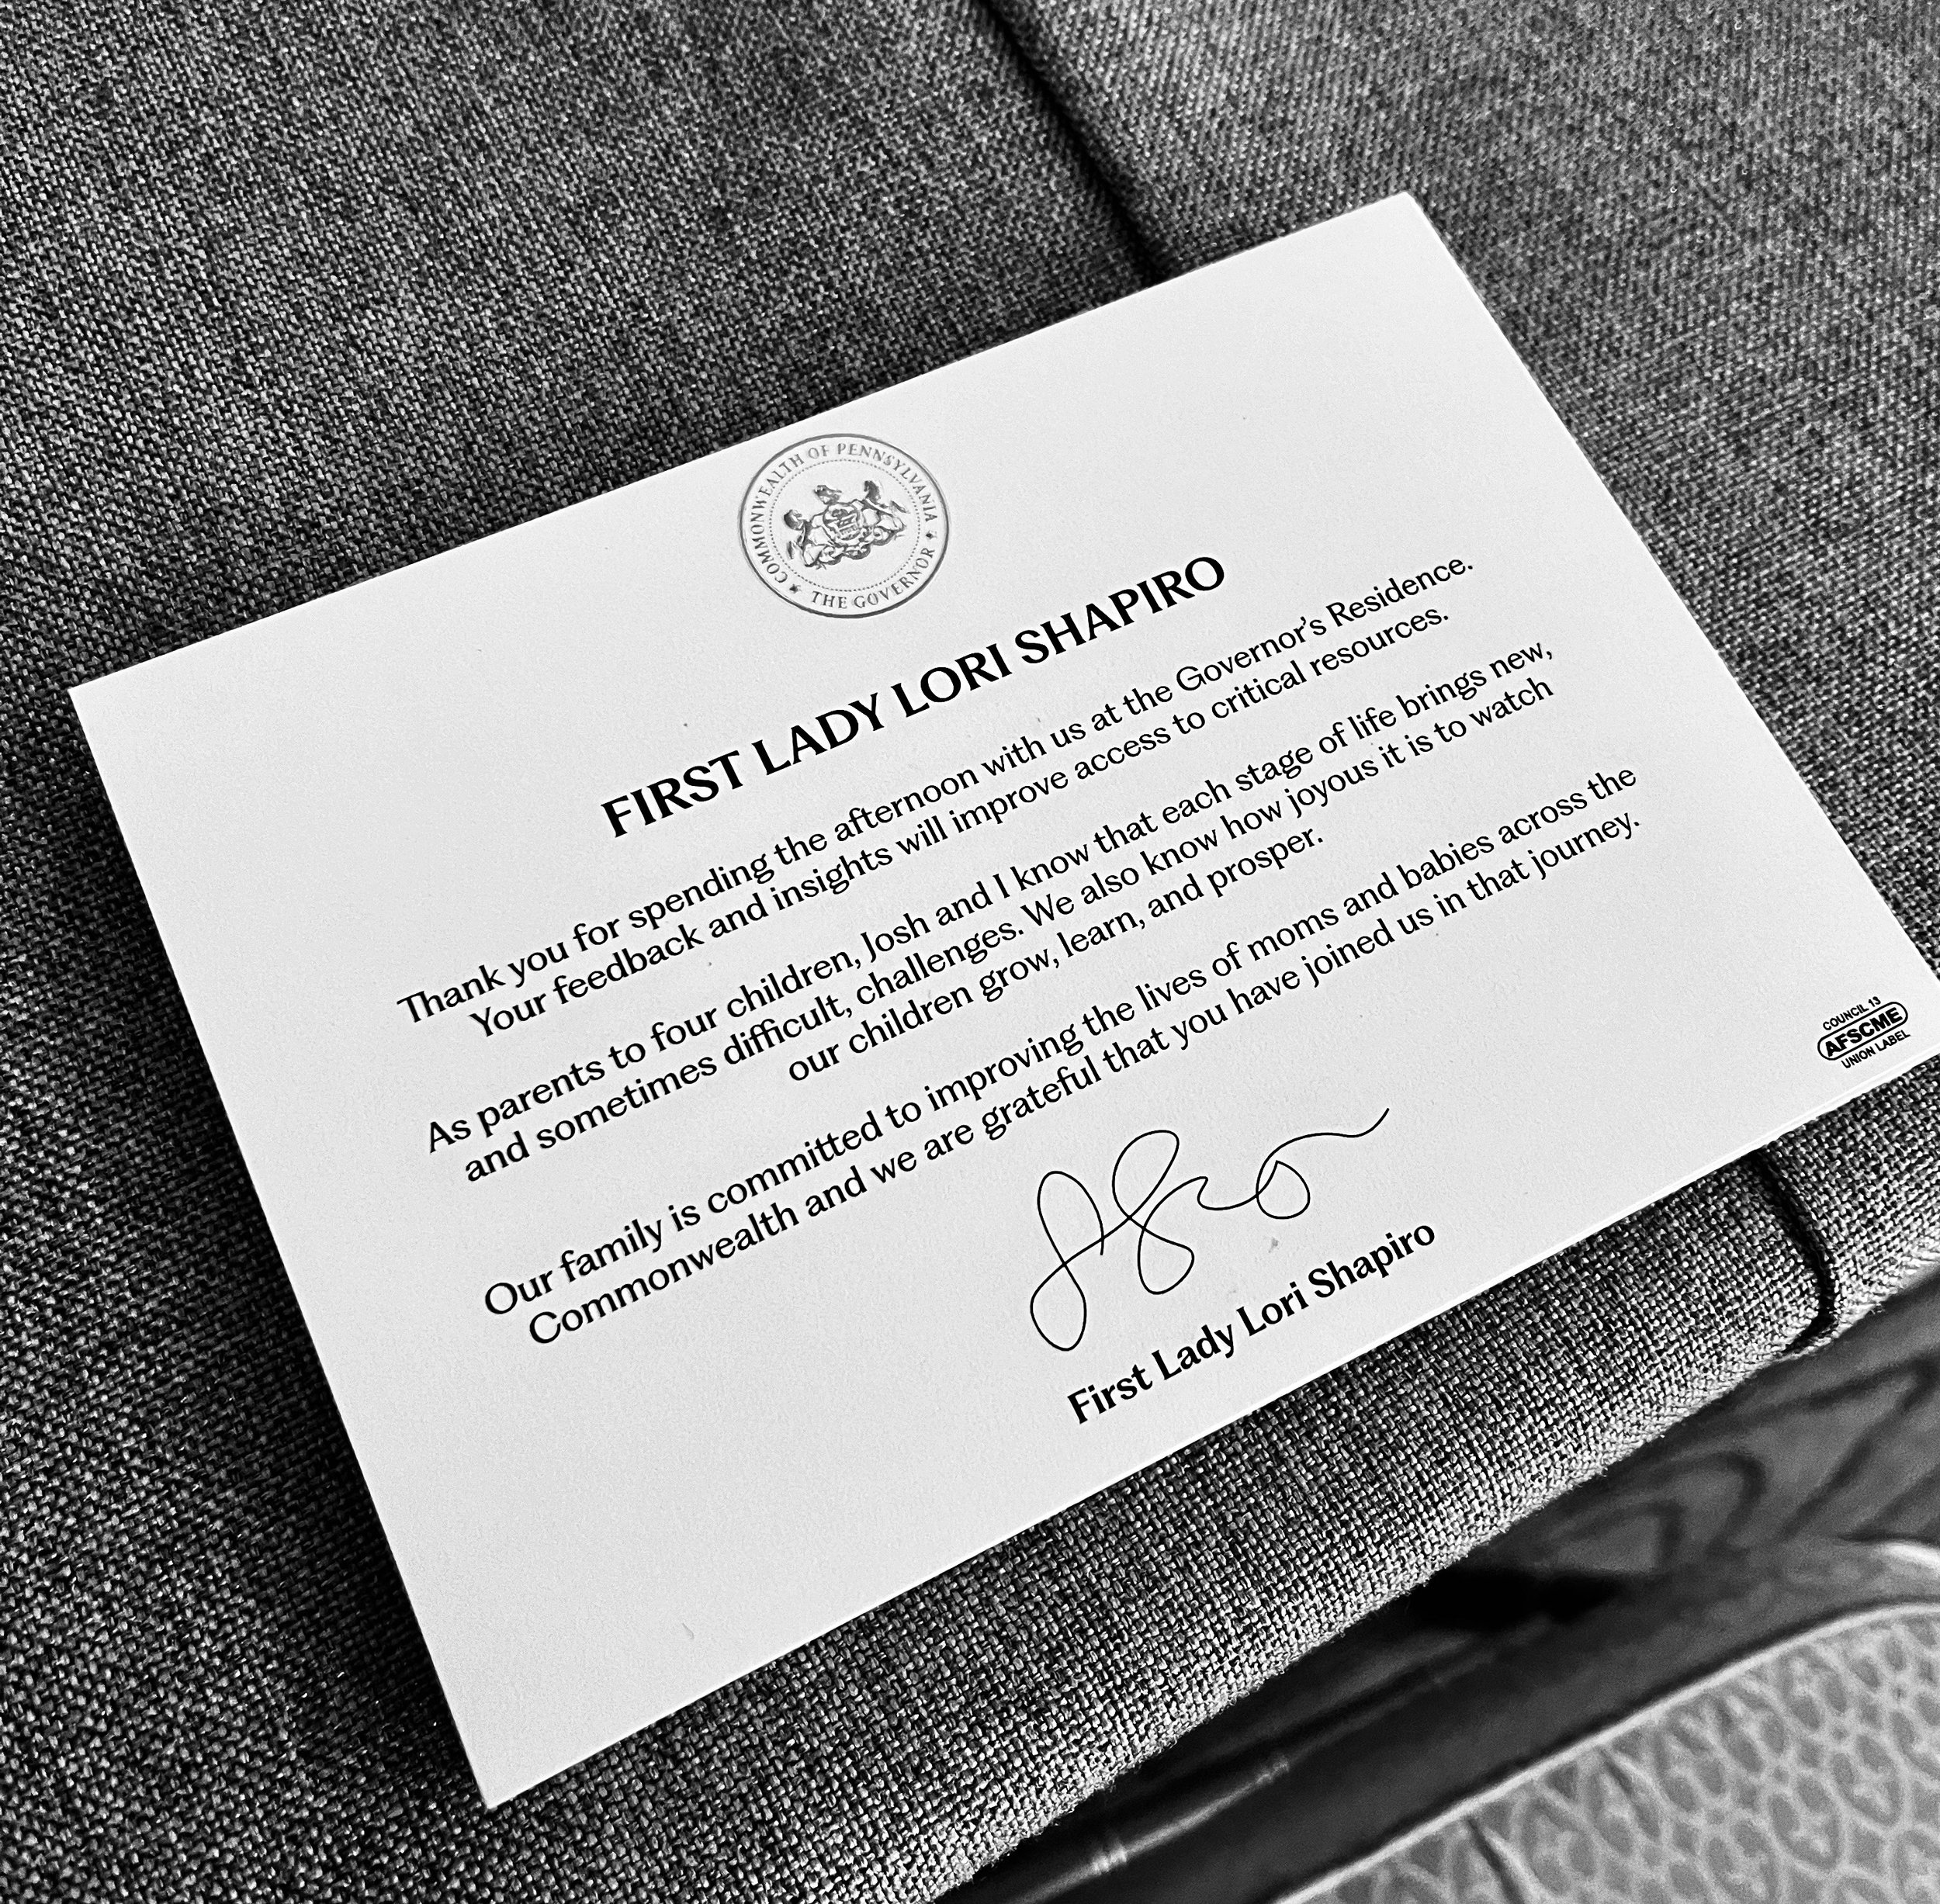 COMMONWEALTH OF PENNSYLVANIA
THE GOVERNOR
FIRST LADY LORI SHAPIRO
Thank you for spending the afternoon with us at the Governor's Residence.
Your feedback and insights will improve access to critical resources.
As parents to four children, Josh and I know that each stage of life brings new,
and sometimes difficult, challenges. We also know how joyous it is to watch
our children grow, learn, and prosper.
Our family is committed to improving the lives of moms and babies across the
Commonwealth and we are grateful that you have joined us in that journey.
First Lady Lori Shapiro
COUNCIL 13
AFSCME
UNION LABEL